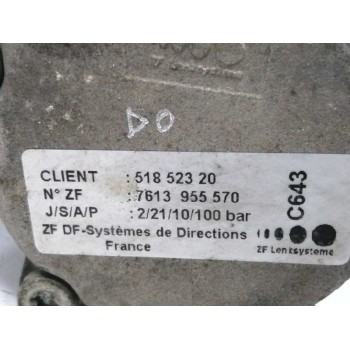 DO
CLIENT : 518 523 20
N° ZF : 7613 955 570
J/S/A/P : 2/21/10/100 bar
ZF DF-Systèmes de Directions
France
C643
ZF Lenksysteme